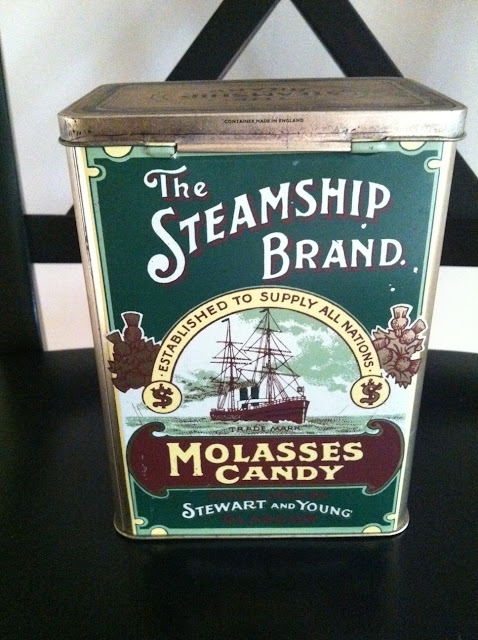 CONTAINER MADE IN ENGLAND
The
STEAMSHIP
BRAND.
·ESTABLISHED TO SUPPLY ALL NATIONS·
$ $
TRADE MARK
MOLASSES
CANDY
STEWART AND YOUNG